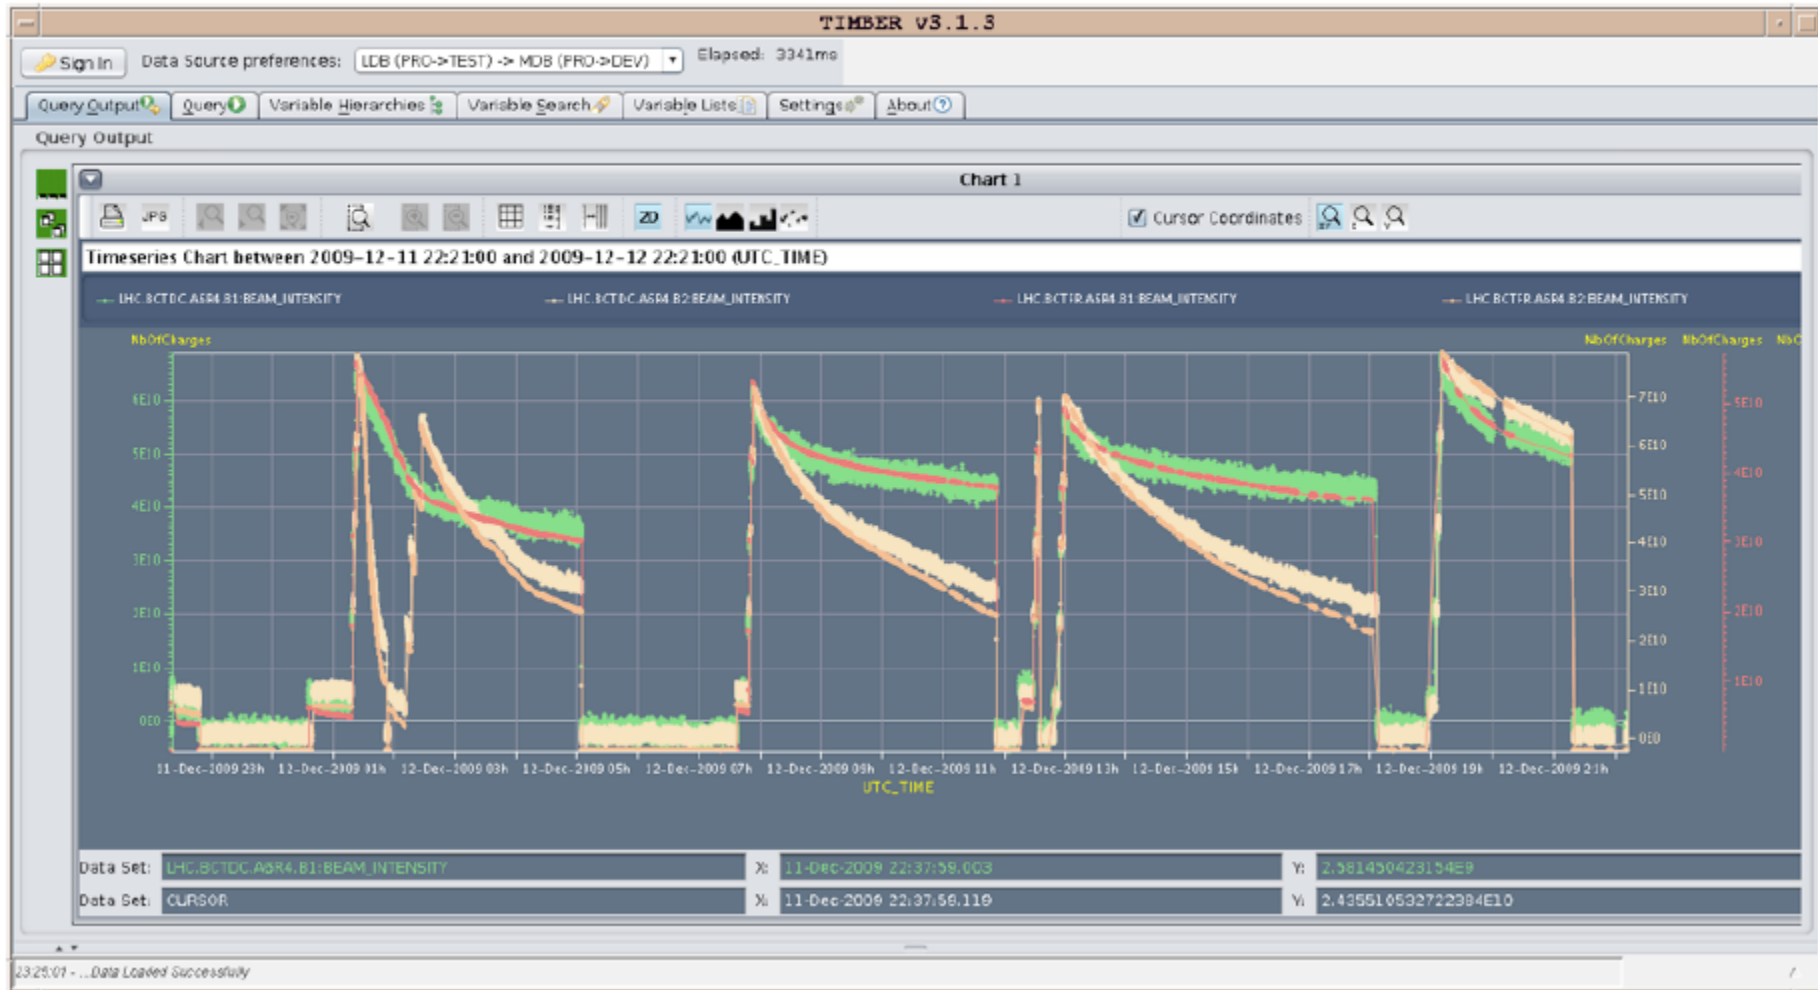 TIMBER v3.1.3
Sign In Data Source preferences: LDB (PRO->TEST) -> MDB (PRO->DEV) Elapsed: 3341ms
Query Output Query Variable Hierarchies Variable Search Variable Lists Settings About
Query Output
Chart 1
JPG 2D Cursor Coordinates
Timeseries Chart between 2009-12-11 22:21:00 and 2009-12-12 22:21:00 (UTC_TIME)
LHC.BCTDC.A6R4.B1:BEAM_INTENSITY LHC.BCTDC.A6R4.B2:BEAM_INTENSITY LHC.BCTFR.A6R4.B1:BEAM_INTENSITY LHC.BCTFR.A6R4.B2:BEAM_INTENSITY
NbOfCharges NbOfCharges NbOfCharges NbO
6E10 7E10 5E10
5E10 6E10
4E10 5E10 4E10
3E10 4E10 3E10
2E10 3E10 2E10
1E10 2E10
0E0 1E10 1E10
0E0
11-Dec-2009 23h 12-Dec-2009 01h 12-Dec-2009 03h 12-Dec-2009 05h 12-Dec-2009 07h 12-Dec-2009 09h 12-Dec-2009 11h 12-Dec-2009 13h 12-Dec-2009 15h 12-Dec-2009 17h 12-Dec-2009 19h 12-Dec-2009 21h
UTC_TIME
Data Set: LHC.BCTDC.A6R4.B1:BEAM_INTENSITY X: 11-Dec-2009 22:37:59.003 Y: 2.581450423154E9
Data Set: CURSOR X: 11-Dec-2009 22:37:58.119 Y: 2.435510532722384E10
23:25:01 - ...Data Loaded Successfully